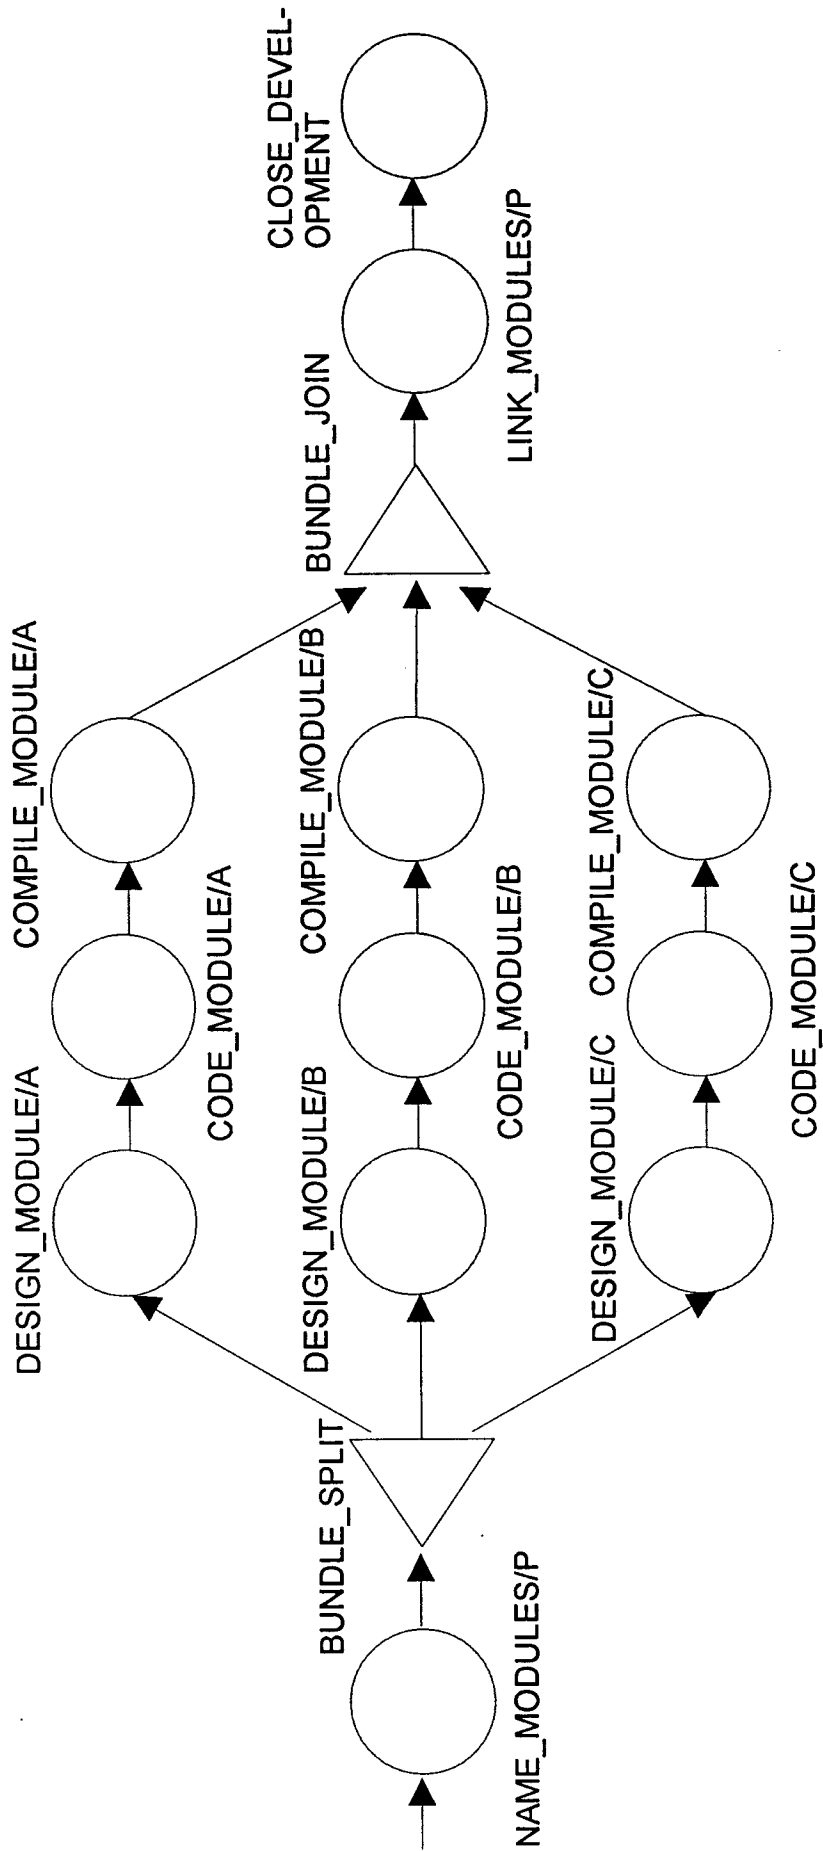 NAME_MODULES/P
BUNDLE_SPLIT
DESIGN_MODULE/A
CODE_MODULE/A
COMPILE_MODULE/A
DESIGN_MODULE/B
CODE_MODULE/B
COMPILE_MODULE/B
DESIGN_MODULE/C
CODE_MODULE/C
COMPILE_MODULE/C
BUNDLE_JOIN
LINK_MODULES/P
CLOSE_DEVEL-
OPMENT